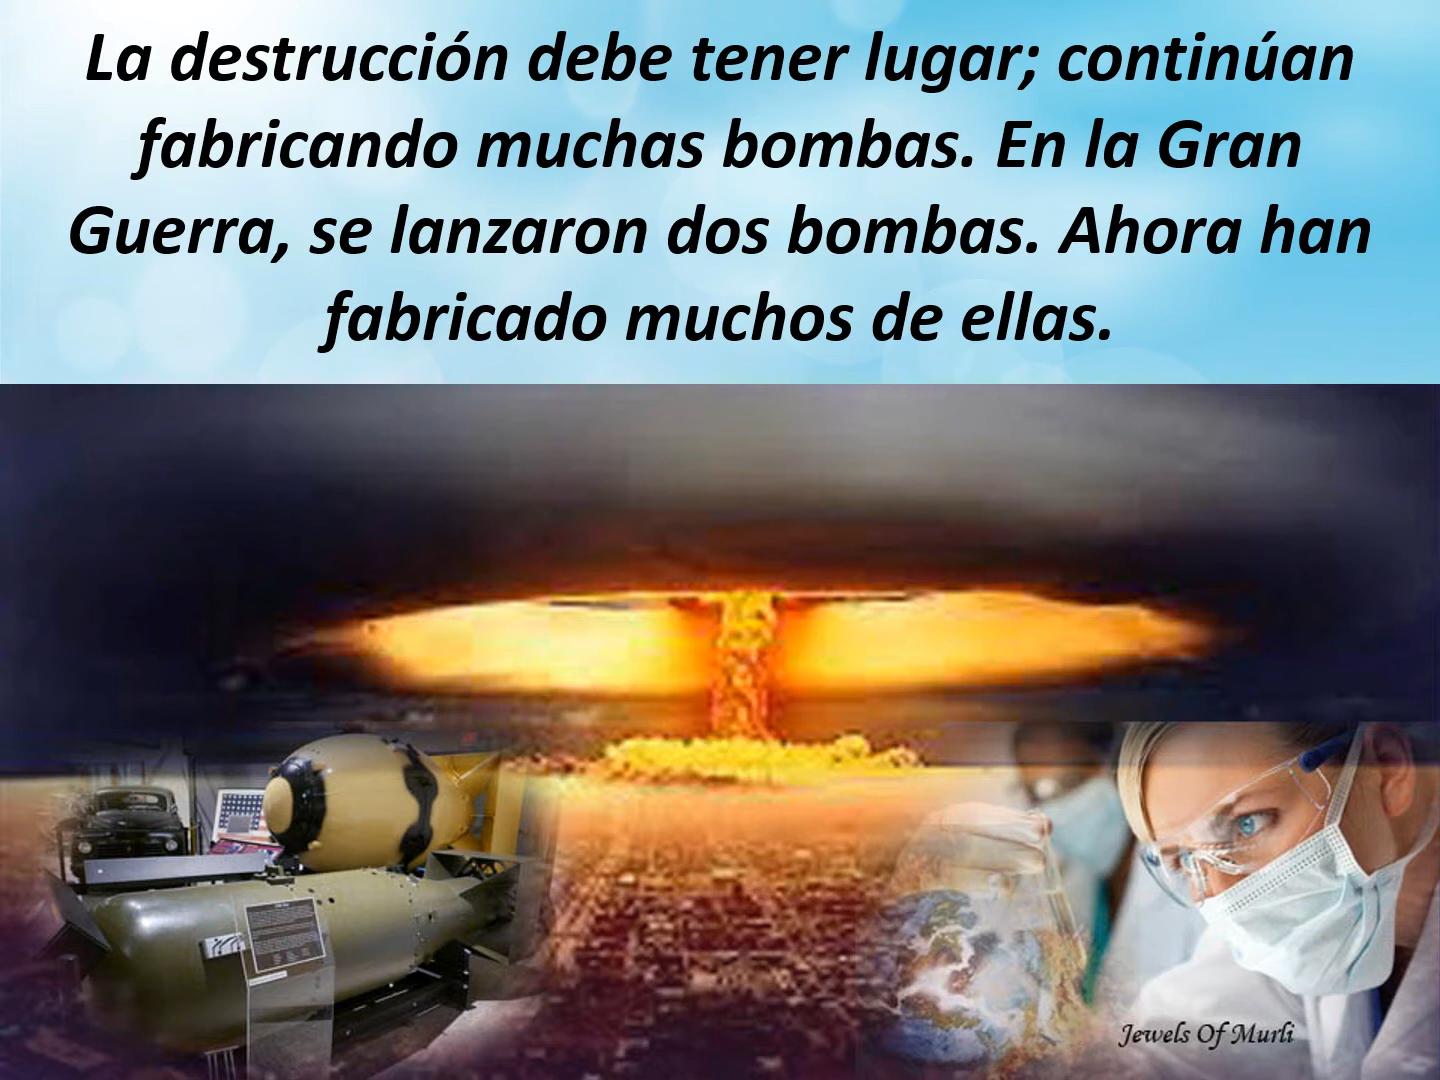 La destrucción debe tener lugar; continúan
fabricando muchas bombas. En la Gran
Guerra, se lanzaron dos bombas. Ahora han
fabricado muchos de ellas.
Jewels Of Murli